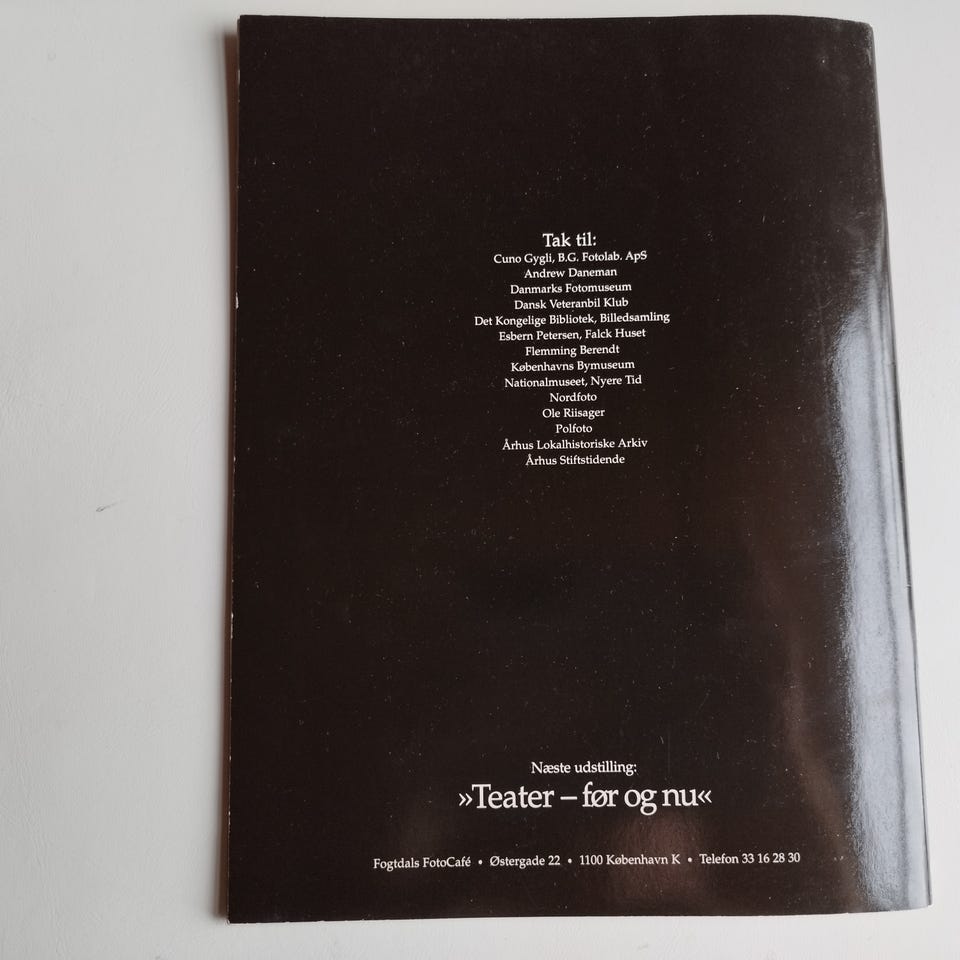 Tak til:
Cuno Gygli, B.G. Fotolab. ApS
Andrew Daneman
Danmarks Fotomuseum
Dansk Veteranbil Klub
Det Kongelige Bibliotek, Billedsamling
Esbern Petersen, Falck Huset
Flemming Berendt
Københavns Bymuseum
Nationalmuseet, Nyere Tid
Nordfoto
Ole Riisager
Polfoto
Århus Lokalhistoriske Arkiv
Århus Stiftstidende
Næste udstilling:
»Teater – før og nu«
Fogtdals FotoCafé • Østergade 22 • 1100 København K • Telefon 33 16 28 30